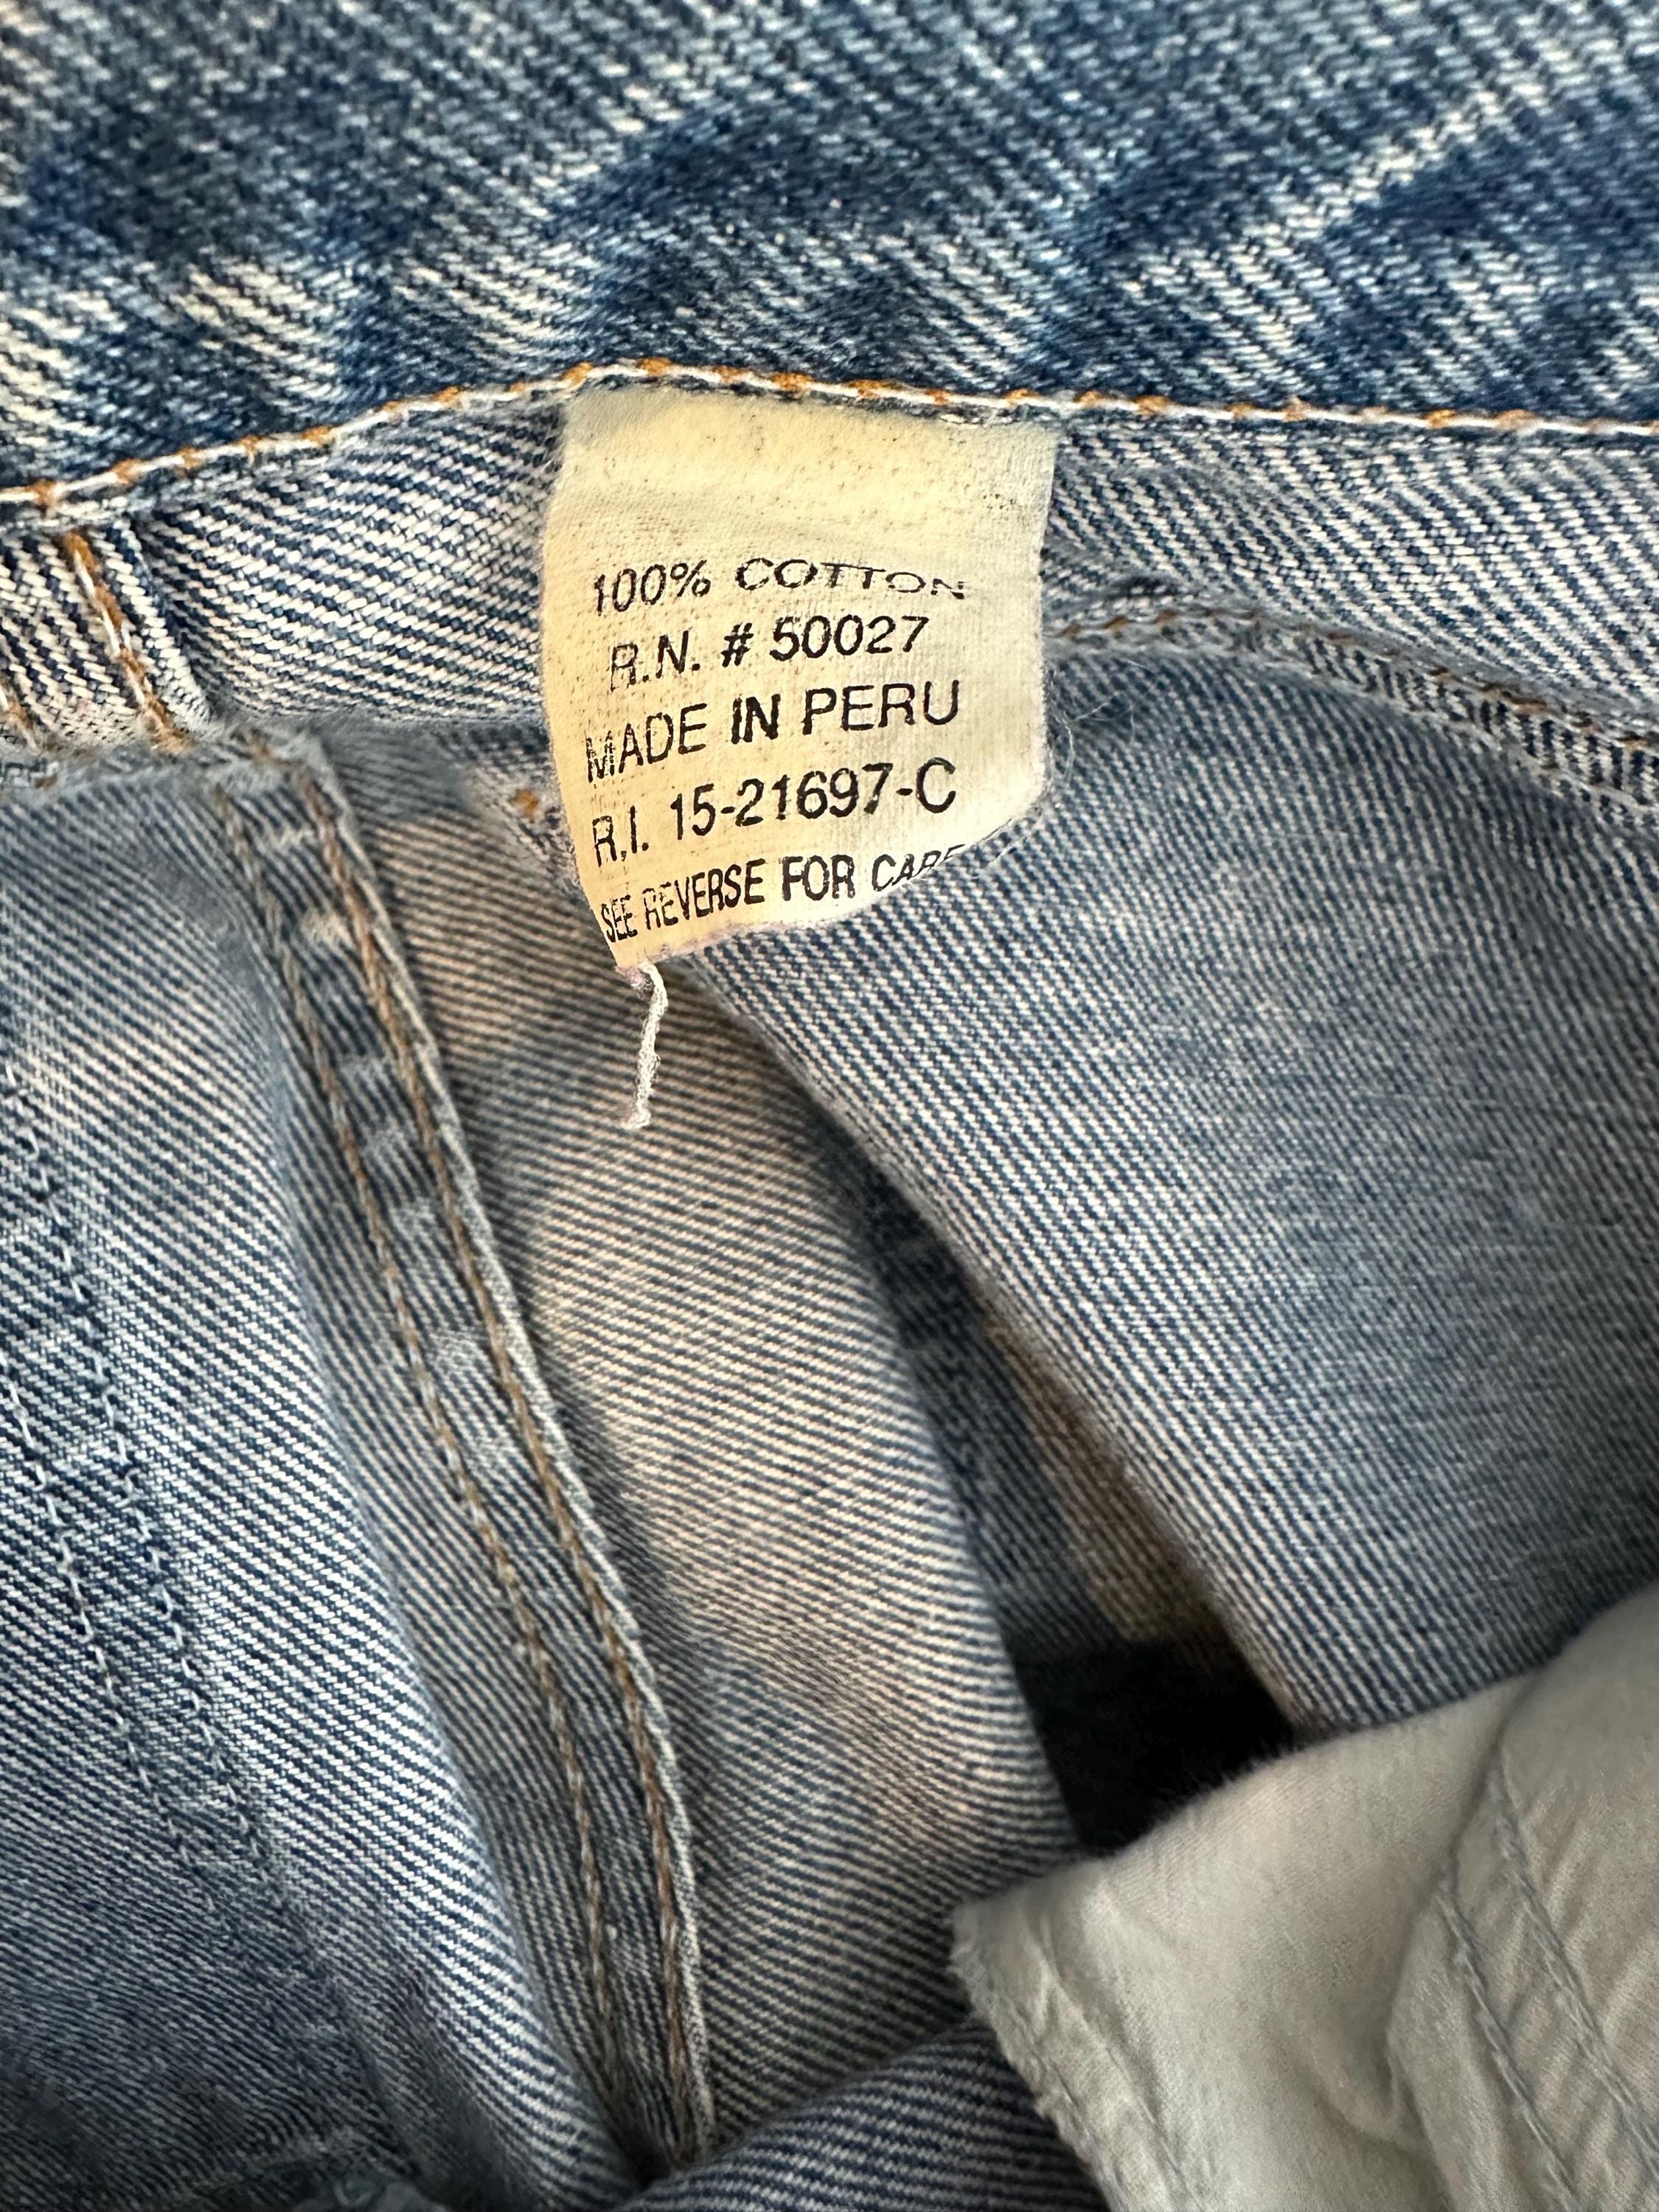 100% COTTON
R.N. # 50027
MADE IN PERU
R.I. 15-21697-C
SEE REVERSE FOR CARE